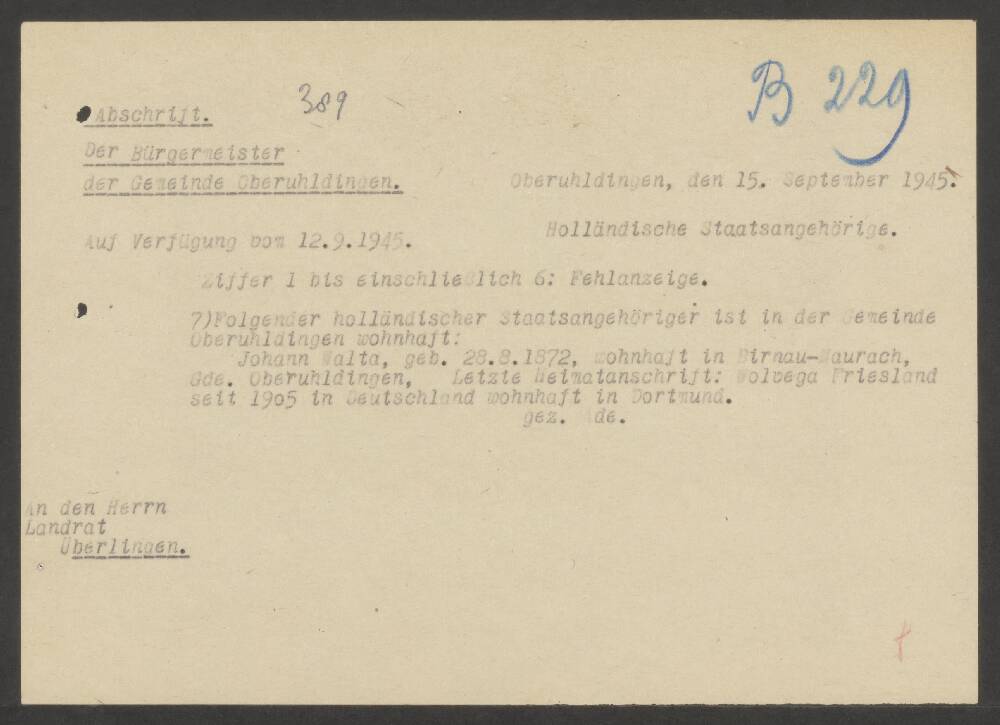 389
B 229
Abschrift.
Der Bürgermeister
der Gemeinde Oberuhldingen.
Oberuhldingen, den 15. September 1945.
Holländische Staatsangehörige.
Auf Verfügung vom 12.9.1945.
Ziffer 1 bis einschließlich 6: Fehlanzeige.
7)Folgender holländischer Staatsangehöriger ist in der Gemeinde
Oberuhldingen wohnhaft:
Johann Walta, geb. 28.8.1872, wohnhaft in Birnau-Maurach,
Gde. Oberuhldingen, Letzte Heimatanschrift: Wolvega Friesland
seit 1905 in Deutschland wohnhaft in Dortmund.
gez.
An den Herrn
Landrat
Überlingen.